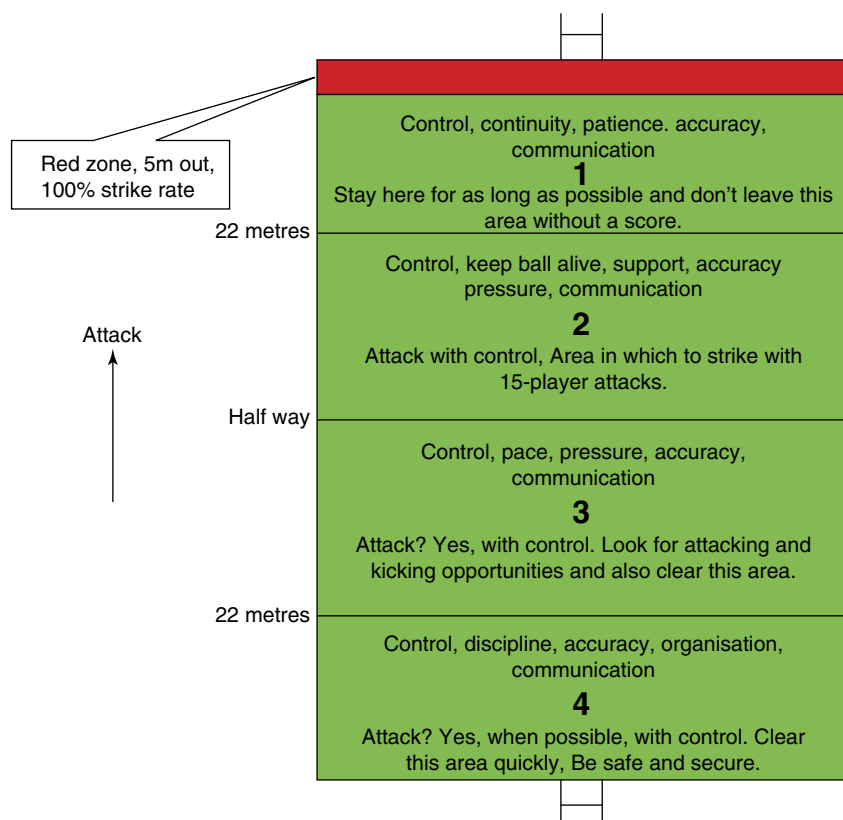 Control, continuity, patience. accuracy,
communication
1
Stay here for as long as possible and don't leave this
area without a score.
Red zone, 5m out,
100% strike rate
22 metres
Control, keep ball alive, support, accuracy
pressure, communication
2
Attack with control, Area in which to strike with
15-player attacks.
Attack
Half way
Control, pace, pressure, accuracy,
communication
3
Attack? Yes, with control. Look for attacking and
kicking opportunities and also clear this area.
22 metres
Control, discipline, accuracy, organisation,
communication
4
Attack? Yes, when possible, with control. Clear
this area quickly, Be safe and secure.